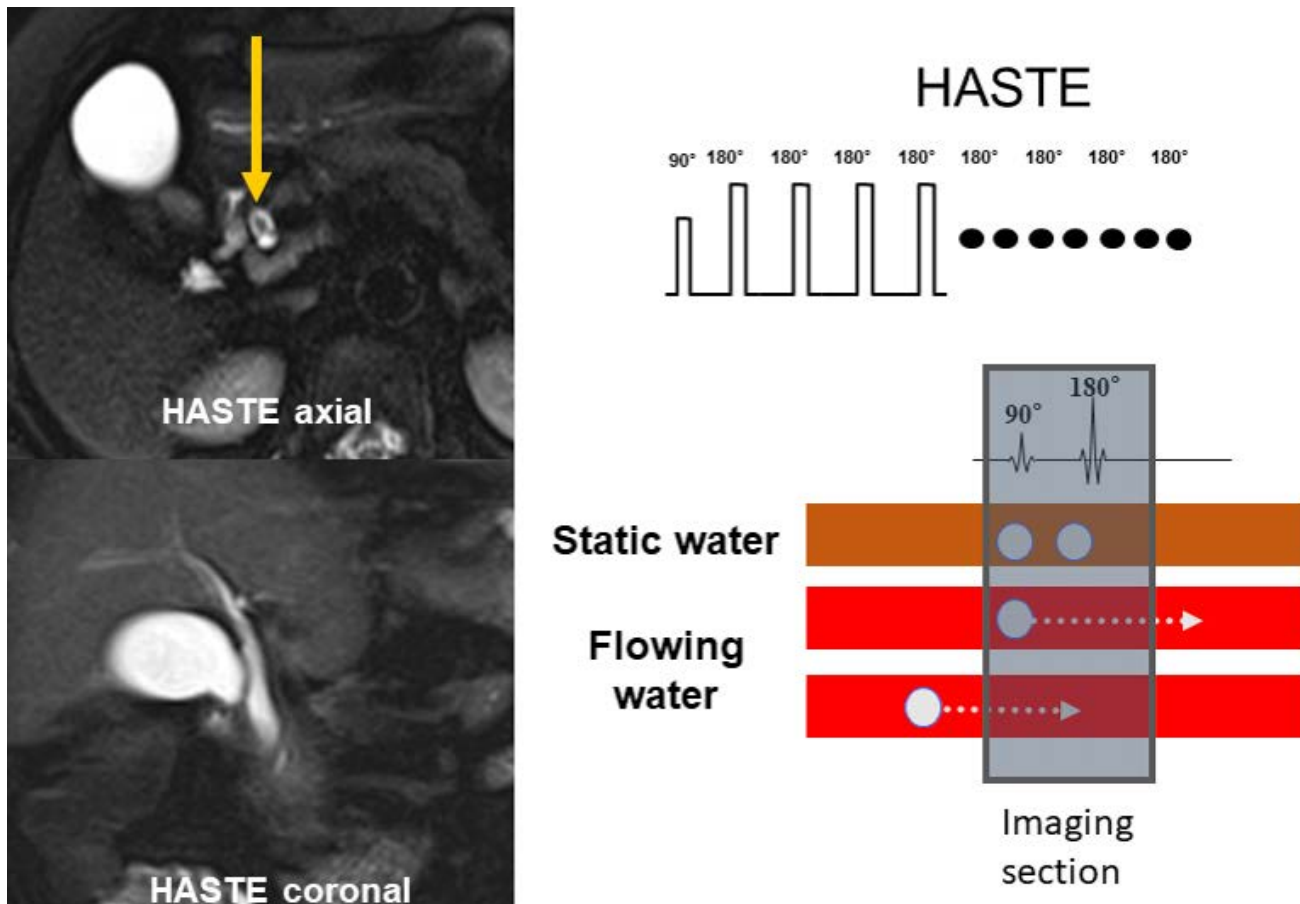 HASTE axial
HASTE coronal
HASTE
90° 180° 180° 180° 180° 180° 180° 180° 180°
90°
180°
Static water
Flowing
water
Imaging
section